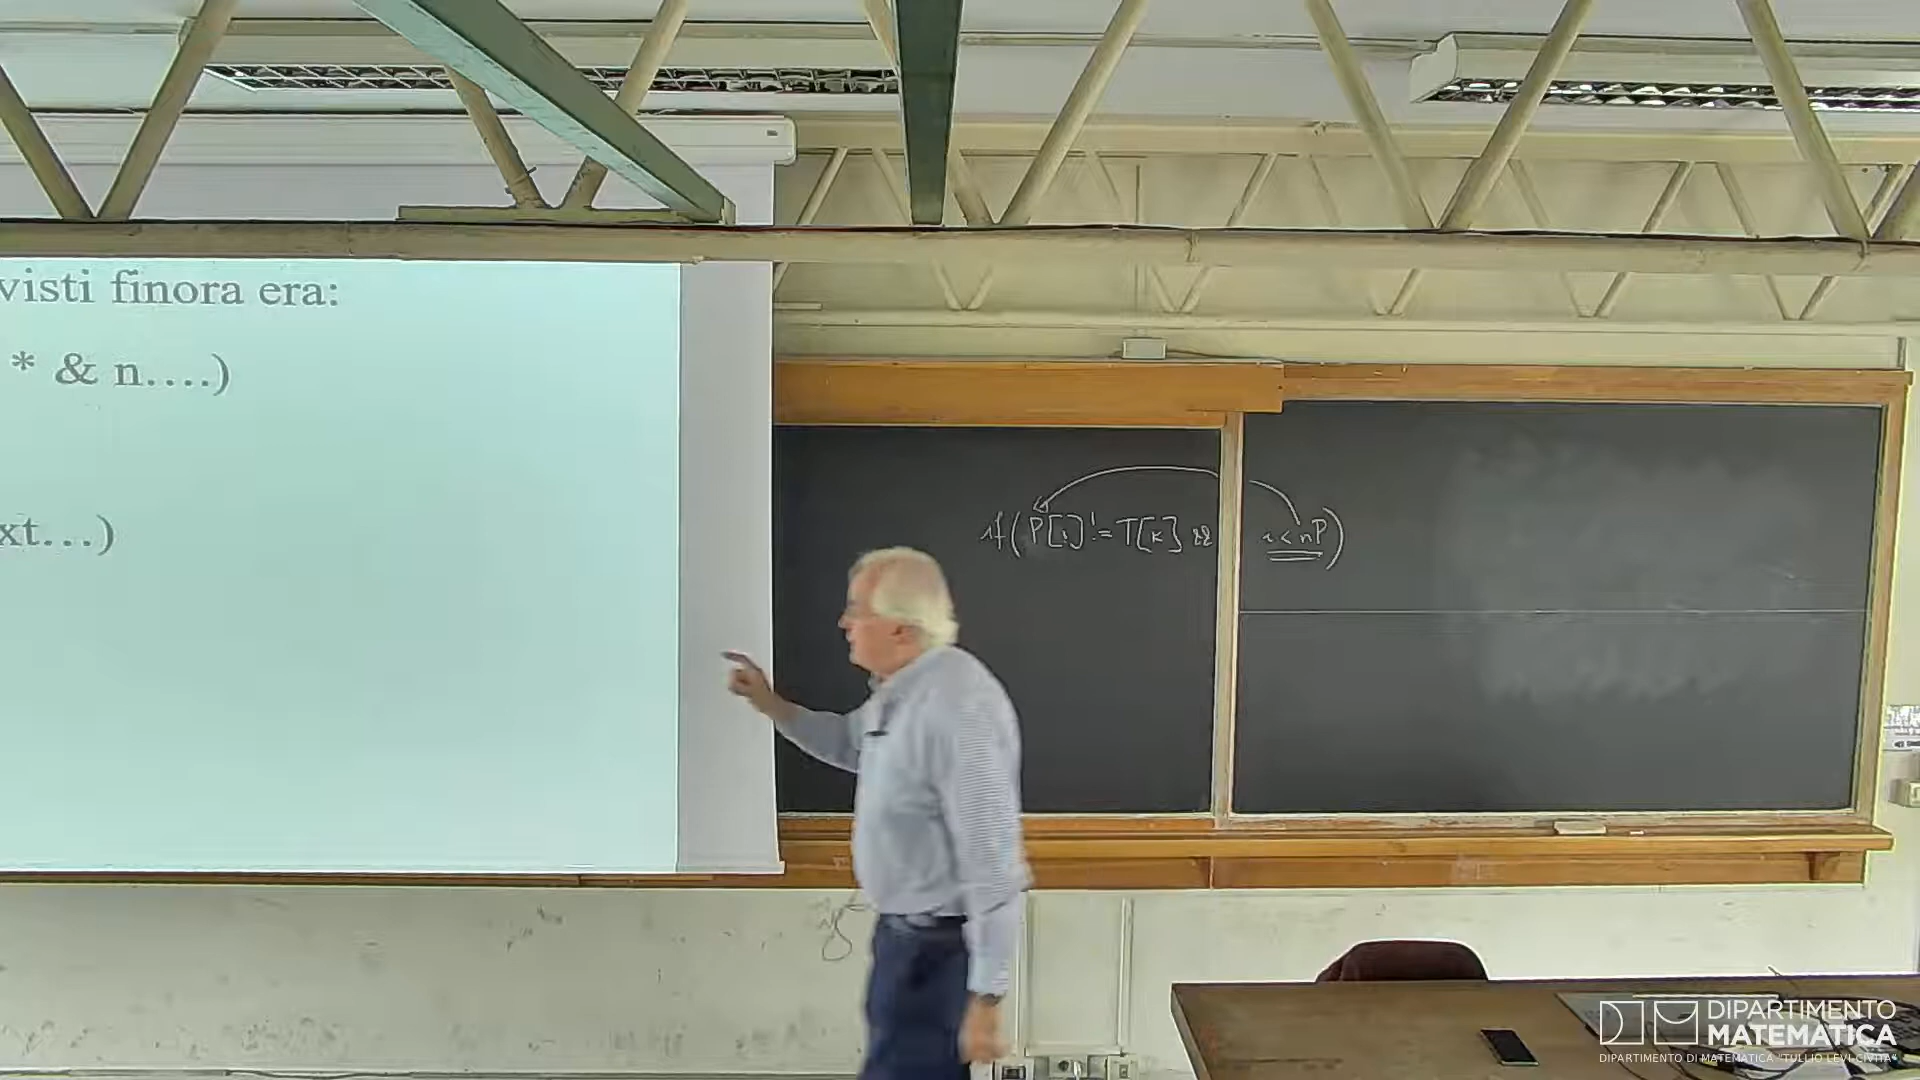 visti finora era:
* & n....)
xt...)
if(P[i]!=T[k] && i<nP)
DIPARTIMENTO
MATEMATICA
DIPARTIMENTO DI MATEMATICA "TULLIO LEVI-CIVITA"